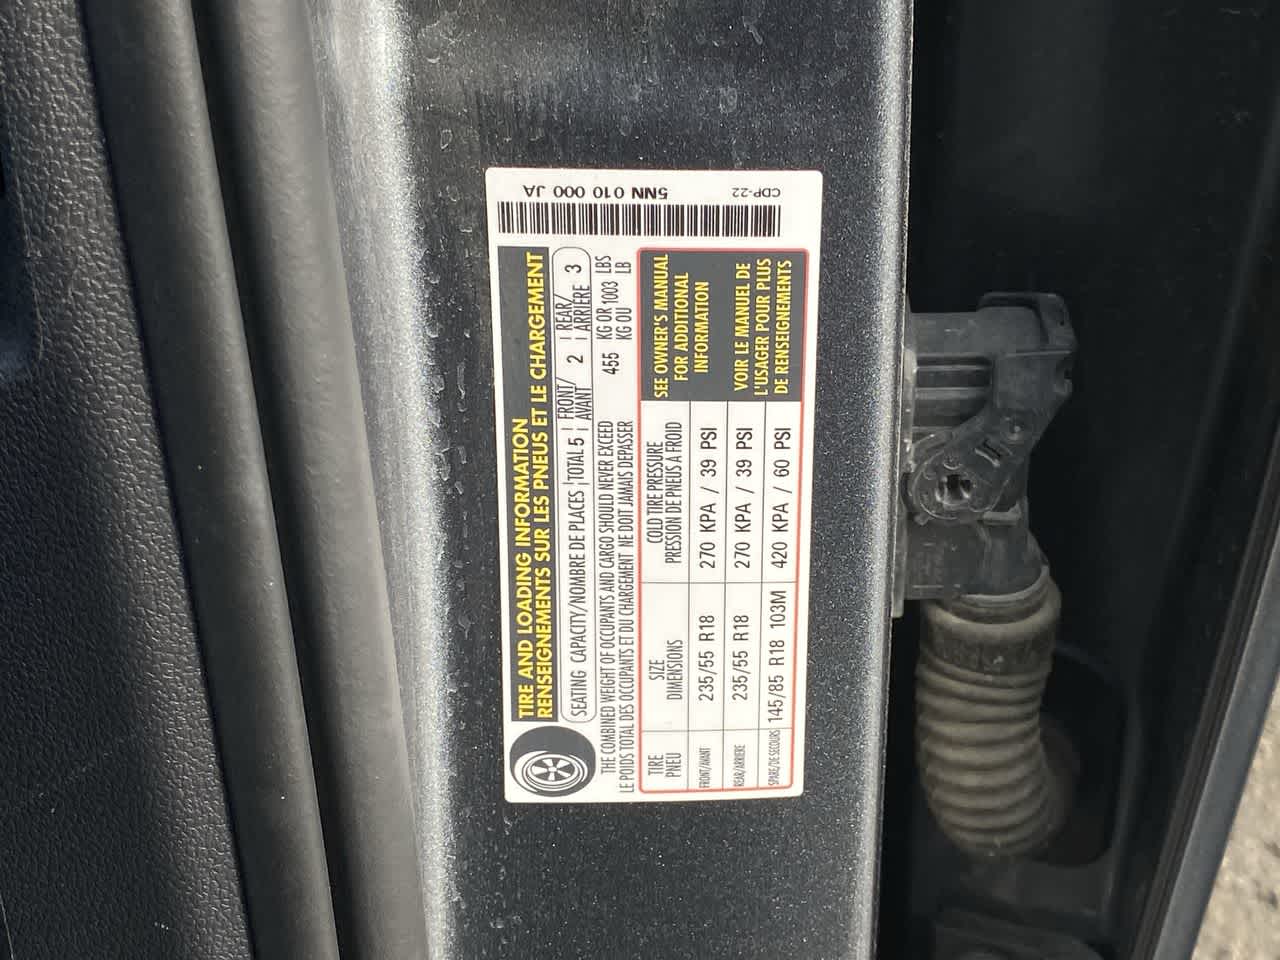 TIRE AND LOADING INFORMATION
RENSEIGNEMENTS SUR LES PNEUS ET LE CHARGEMENT
SEATING CAPACITY/NOMBRE DE PLACES | TOTAL 5 | FRONT/AVANT 2 | REAR/ARRIÈRE 3
THE COMBINED WEIGHT OF OCCUPANTS AND CARGO SHOULD NEVER EXCEED 455 KG OR 1003 LBS
LE POIDS TOTAL DES OCCUPANTS ET DU CHARGEMENT NE DOIT JAMAIS DEPASSER KG OU LB
TIRE PNEU SIZE DIMENSIONS COLD TIRE PRESSURE PRESSION DE PNEUS A FROID
FRONT/AVANT 235/55 R18 270 KPA / 39 PSI
REAR/ARRIERE 235/55 R18 270 KPA / 39 PSI
SPARE/DE SECOURS 145/85 R18 103M 420 KPA / 60 PSI
SEE OWNER'S MANUAL
FOR ADDITIONAL
INFORMATION
VOIR LE MANUEL DE
L'USAGER POUR PLUS
DE RENSEIGNEMENTS
5NN 010 000 JA
CDP-22